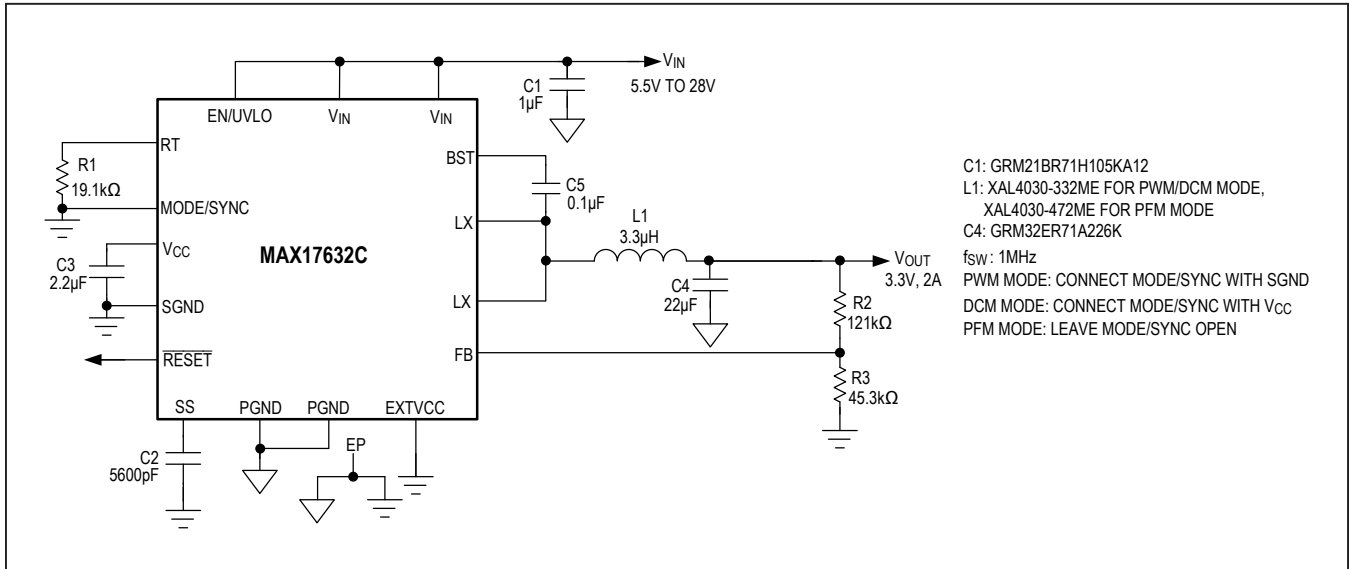 VIN
5.5V TO 28V
C1
1µF
EN/UVLO
VIN
VIN
RT
BST
R1
19.1kΩ
C5
0.1µF
MODE/SYNC
LX
L1
3.3µH
VCC
MAX17632C
C3
2.2µF
VOUT
3.3V, 2A
C4
22µF
SGND
LX
R2
121kΩ
RESET
FB
R3
45.3kΩ
SS
PGND
PGND
EXTVCC
EP
C2
5600pF
C1: GRM21BR71H105KA12
L1: XAL4030-332ME FOR PWM/DCM MODE,
XAL4030-472ME FOR PFM MODE
C4: GRM32ER71A226K
fSW : 1MHz
PWM MODE: CONNECT MODE/SYNC WITH SGND
DCM MODE: CONNECT MODE/SYNC WITH VCC
PFM MODE: LEAVE MODE/SYNC OPEN